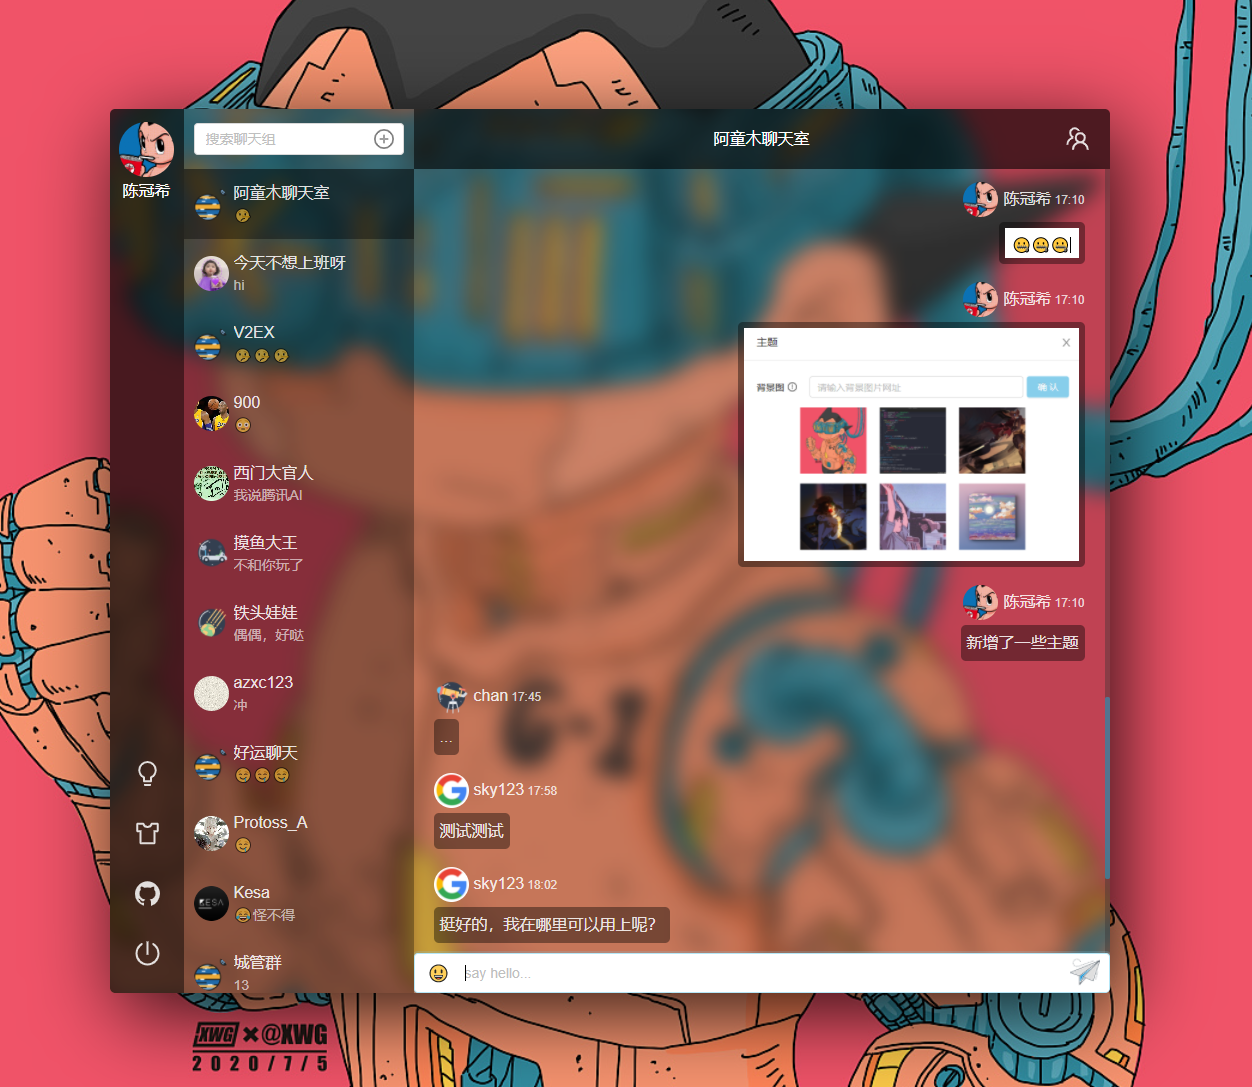 陈冠希
搜索聊天组
阿童木聊天室
今天不想上班呀
hi
V2EX
900
西门大官人
我说腾讯AI
摸鱼大王
不和你玩了
铁头娃娃
偶偶，好哒
azxc123
冲
好运聊天
Protoss_A
Kesa
怪不得
城管群
13
阿童木聊天室
陈冠希 17:10
陈冠希 17:10
主题
背景图
请输入背景图片网址
确 认
陈冠希 17:10
新增了一些主题
chan 17:45
...
sky123 17:58
测试测试
sky123 18:02
挺好的，我在哪里可以用上呢？
say hello...
G-1
KESA
XWG ×@XWG
2020/7/5